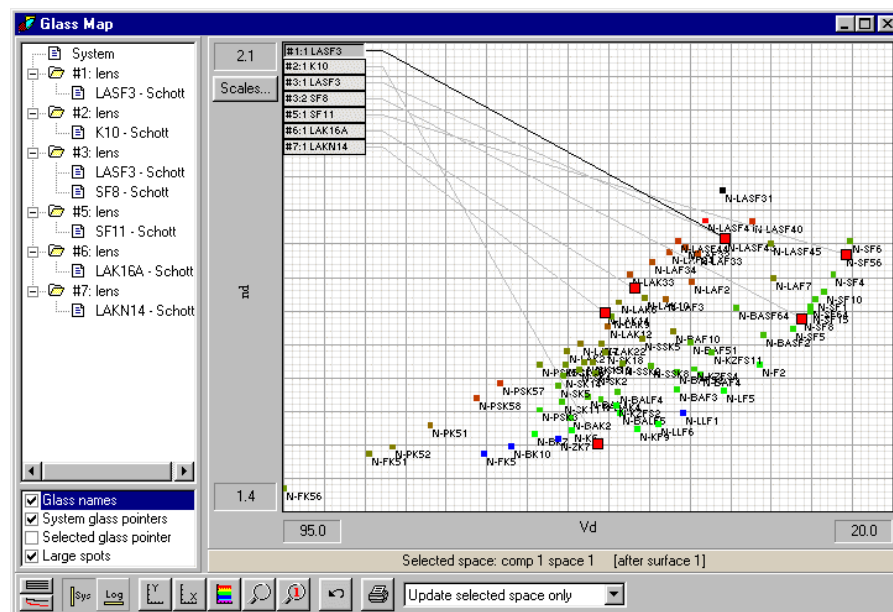 Glass Map
System
#1: lens
LASF3 - Schott
#2: lens
K10 - Schott
#3: lens
LASF3 - Schott
SF8 - Schott
#5: lens
SF11 - Schott
#6: lens
LAK16A - Schott
#7: lens
LAKN14 - Schott
Glass names
System glass pointers
Selected glass pointer
Large spots
2.1
Scales...
nd
1.4
#1:1 LASF3
#2:1 K10
#3:1 LASF3
#3:2 SF8
#5:1 SF11
#6:1 LAK16A
#7:1 LAKN14
N-LASF31
N-LASF40
N-LASF45
N-SF6
N-SF56
N-LAF33
N-LAF34
N-SF4
N-LAK33
N-LAF2
N-LAF7
N-SF10
N-LAF3
N-SF1
N-BASF64
N-SF15
N-LAK9
N-SF8
N-BAF10
N-SF5
N-BASF2
N-SSK5
N-BAF51
N-LAK22
N-KZFS11
N-SK18
N-F2
N-PSK57
N-SK2
N-BAF4
N-LF5
N-PSK58
N-SK5
N-BALF4
N-BAF3
N-PSK3
N-KZFS2
N-LLF1
N-PK51
N-BAK2
N-LLF6
N-KF9
N-BK7
N-ZK7
N-PK52
N-FK51
N-FK5
N-BK10
N-FK56
95.0
Vd
20.0
Selected space: comp 1 space 1 [after surface 1]
Sys
Log
Update selected space only